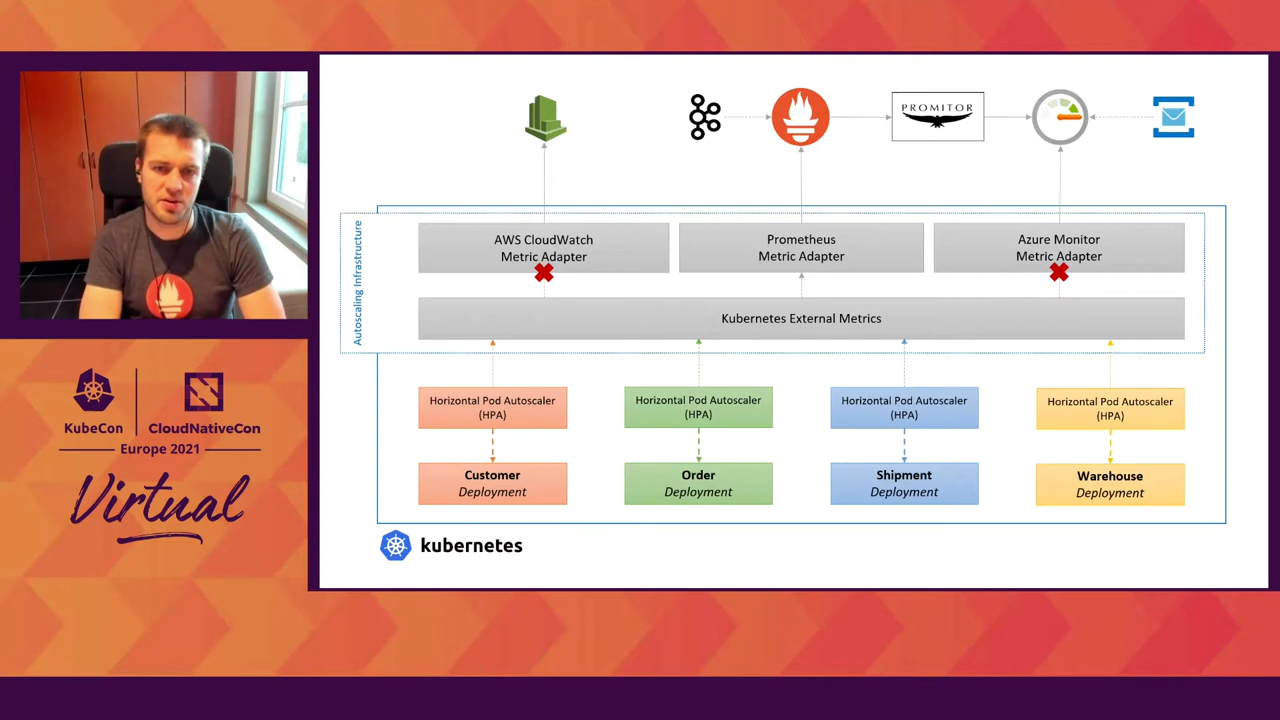 PROMITOR
AWS CloudWatch
Metric Adapter
Prometheus
Metric Adapter
Azure Monitor
Metric Adapter
Autoscaling Infrastructure
Kubernetes External Metrics
Horizontal Pod Autoscaler
(HPA)
Horizontal Pod Autoscaler
(HPA)
Horizontal Pod Autoscaler
(HPA)
Horizontal Pod Autoscaler
(HPA)
Customer
Deployment
Order
Deployment
Shipment
Deployment
Warehouse
Deployment
kubernetes
KubeCon
CloudNativeCon
Europe 2021
Virtual